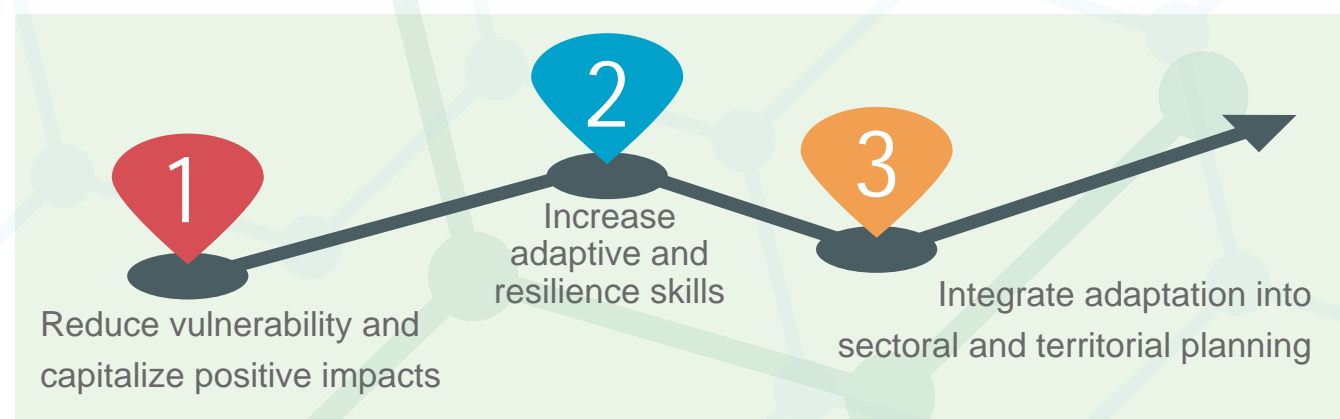 1
Reduce vulnerability and
capitalize positive impacts
2
Increase
adaptive and
resilience skills
3
Integrate adaptation into
sectoral and territorial planning